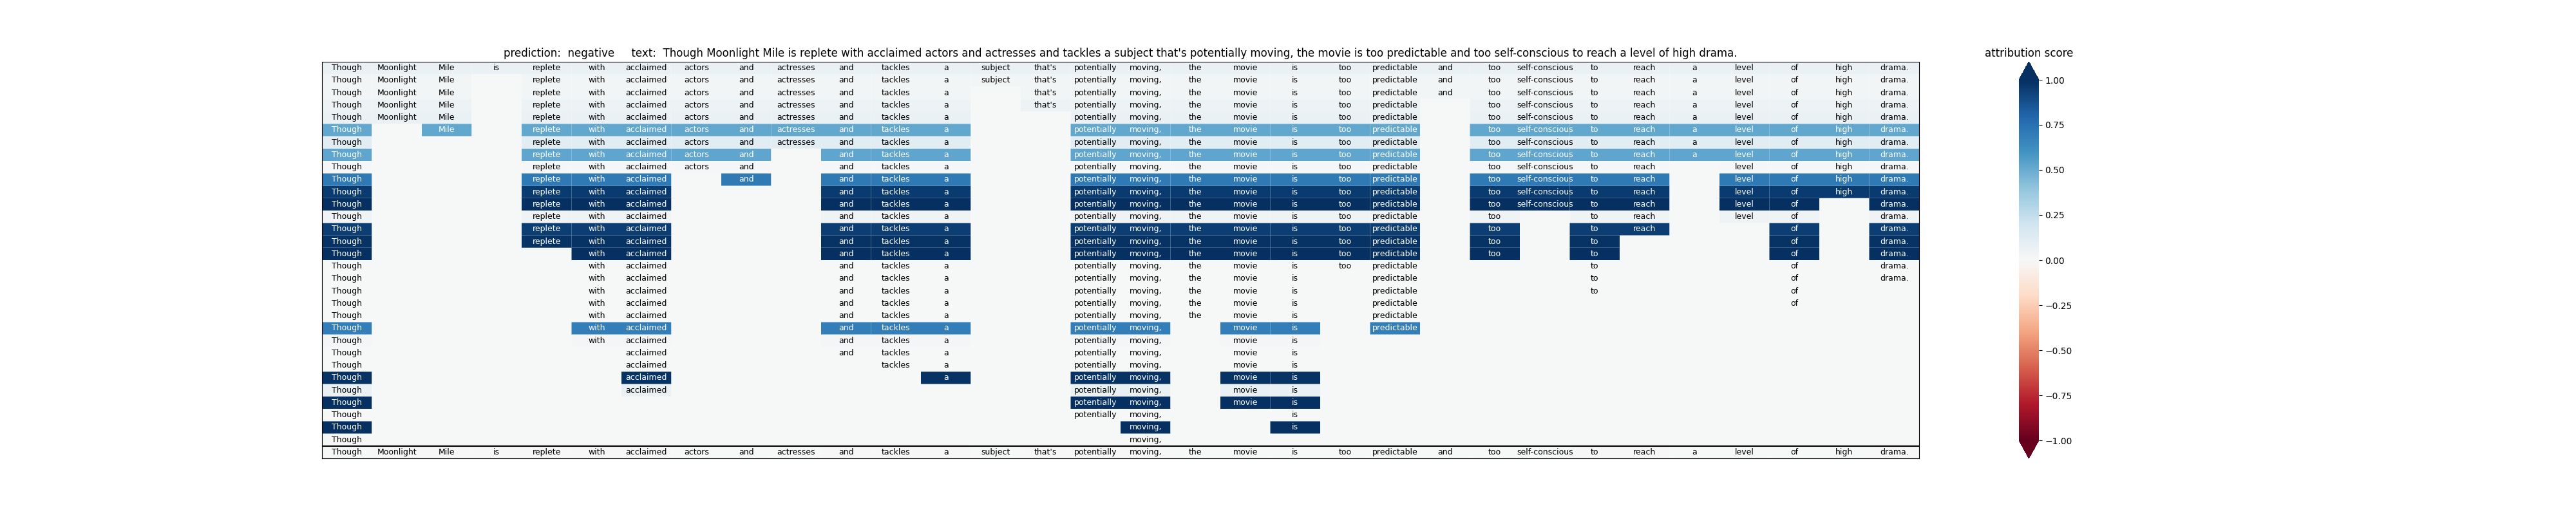 prediction: negative text: Though Moonlight Mile is replete with acclaimed actors and actresses and tackles a subject that's potentially moving, the movie is too predictable and too self-conscious to reach a level of high drama.
attribution score
Though Moonlight Mile is replete with acclaimed actors and actresses and tackles a subject that's potentially moving, the movie is too predictable and too self-conscious to reach a level of high drama.
Though Moonlight Mile replete with acclaimed actors and actresses and tackles a subject that's potentially moving, the movie is too predictable and too self-conscious to reach a level of high drama.
Though Moonlight Mile replete with acclaimed actors and actresses and tackles a that's potentially moving, the movie is too predictable and too self-conscious to reach a level of high drama.
Though Moonlight Mile replete with acclaimed actors and actresses and tackles a that's potentially moving, the movie is too predictable too self-conscious to reach a level of high drama.
Though Moonlight Mile replete with acclaimed actors and actresses and tackles a potentially moving, the movie is too predictable too self-conscious to reach a level of high drama.
Though Mile replete with acclaimed actors and actresses and tackles a potentially moving, the movie is too predictable too self-conscious to reach a level of high drama.
Though replete with acclaimed actors and actresses and tackles a potentially moving, the movie is too predictable too self-conscious to reach a level of high drama.
Though replete with acclaimed actors and and tackles a potentially moving, the movie is too predictable too self-conscious to reach a level of high drama.
Though replete with acclaimed actors and and tackles a potentially moving, the movie is too predictable too self-conscious to reach level of high drama.
Though replete with acclaimed and and tackles a potentially moving, the movie is too predictable too self-conscious to reach level of high drama.
Though replete with acclaimed and tackles a potentially moving, the movie is too predictable too self-conscious to reach level of high drama.
Though replete with acclaimed and tackles a potentially moving, the movie is too predictable too self-conscious to reach level of drama.
Though replete with acclaimed and tackles a potentially moving, the movie is too predictable too to reach level of drama.
Though replete with acclaimed and tackles a potentially moving, the movie is too predictable too to reach of drama.
Though replete with acclaimed and tackles a potentially moving, the movie is too predictable too to of drama.
Though with acclaimed and tackles a potentially moving, the movie is too predictable too to of drama.
Though with acclaimed and tackles a potentially moving, the movie is too predictable to of drama.
Though with acclaimed and tackles a potentially moving, the movie is predictable to of drama.
Though with acclaimed and tackles a potentially moving, the movie is predictable to of
Though with acclaimed and tackles a potentially moving, the movie is predictable of
Though with acclaimed and tackles a potentially moving, the movie is predictable
Though with acclaimed and tackles a potentially moving, movie is predictable
Though with acclaimed and tackles a potentially moving, movie is
Though acclaimed and tackles a potentially moving, movie is
Though acclaimed tackles a potentially moving, movie is
Though acclaimed a potentially moving, movie is
Though acclaimed potentially moving, movie is
Though potentially moving, movie is
Though potentially moving, is
Though moving, is
Though moving,
Though Moonlight Mile is replete with acclaimed actors and actresses and tackles a subject that's potentially moving, the movie is too predictable and too self-conscious to reach a level of high drama.
1.00
0.75
0.50
0.25
0.00
−0.25
−0.50
−0.75
−1.00